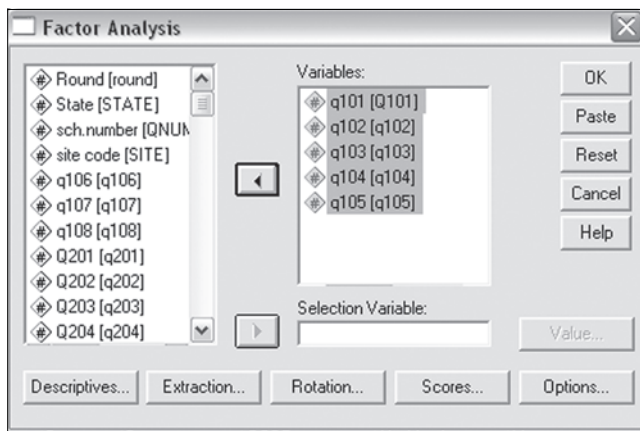 Factor Analysis
Round [round]
State [STATE]
sch.number [QNUM
site code [SITE]
q106 [q106]
q107 [q107]
q108 [q108]
Q201 [q201]
Q202 [q202]
Q203 [q203]
Q204 [q204]
Variables:
q101 [Q101]
q102 [q102]
q103 [q103]
q104 [q104]
q105 [q105]
Selection Variable:
OK
Paste
Reset
Cancel
Help
Value...
Descriptives...
Extraction...
Rotation...
Scores...
Options...